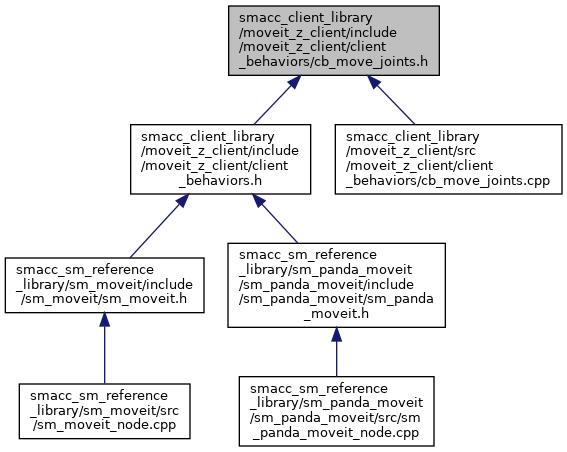 smacc_client_library
/moveit_z_client/include
/moveit_z_client/client
_behaviors/cb_move_joints.h
smacc_client_library
/moveit_z_client/include
/moveit_z_client/client
_behaviors.h
smacc_client_library
/moveit_z_client/src
/moveit_z_client/client
_behaviors/cb_move_joints.cpp
smacc_sm_reference
_library/sm_moveit/include
/sm_moveit/sm_moveit.h
smacc_sm_reference
_library/sm_panda_moveit
/sm_panda_moveit/include
/sm_panda_moveit/sm_panda
_moveit.h
smacc_sm_reference
_library/sm_moveit/src
/sm_moveit_node.cpp
smacc_sm_reference
_library/sm_panda_moveit
/sm_panda_moveit/src/sm
_panda_moveit_node.cpp